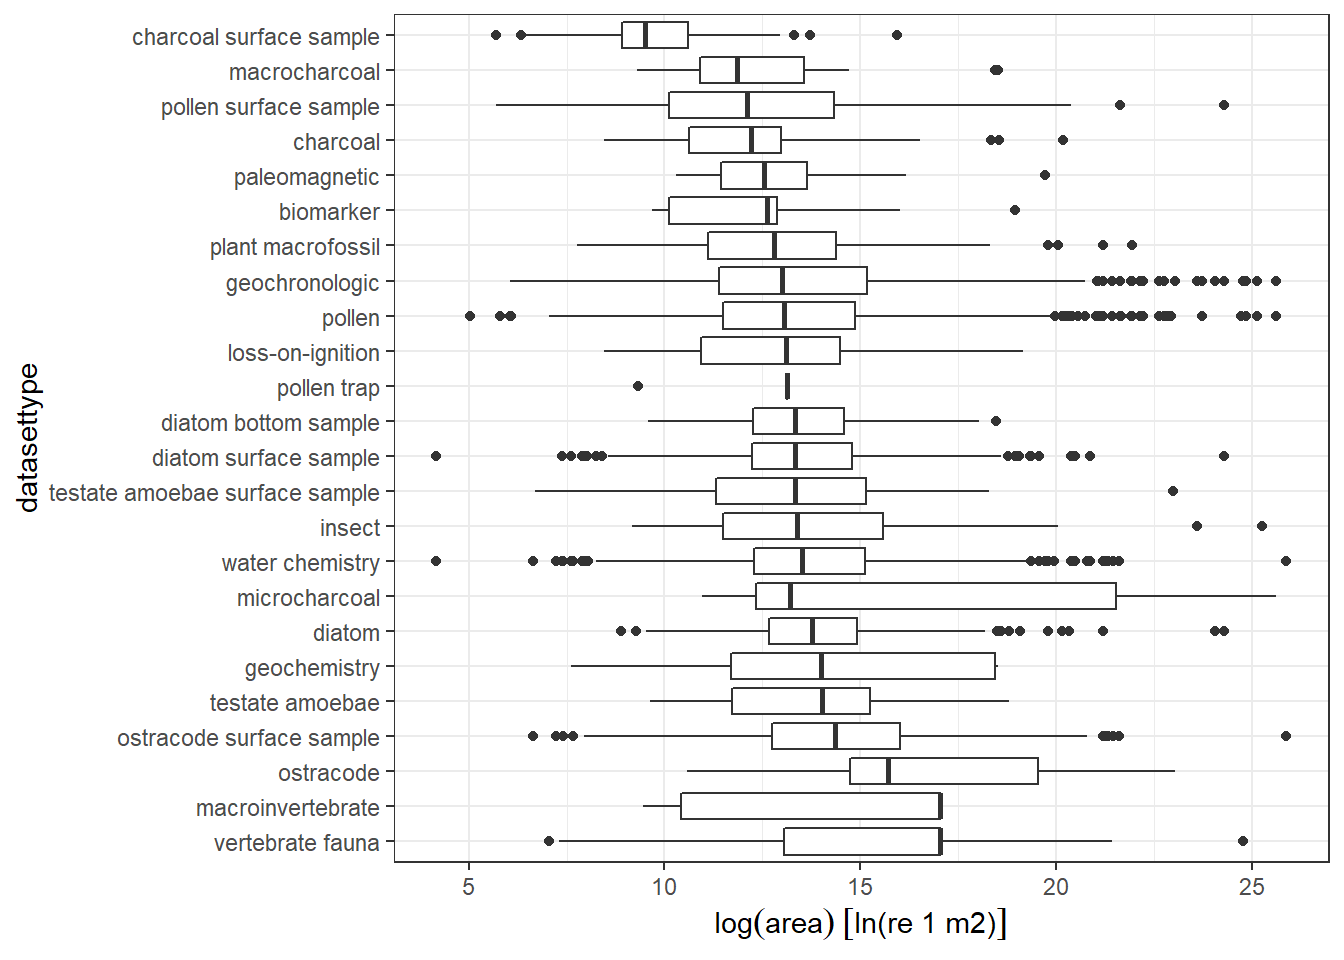 charcoal surface sample
macrocharcoal
pollen surface sample
charcoal
paleomagnetic
biomarker
plant macrofossil
geochronologic
pollen
loss-on-ignition
pollen trap
diatom bottom sample
diatom surface sample
testate amoebae surface sample
insect
water chemistry
microcharcoal
diatom
geochemistry
testate amoebae
ostracode surface sample
ostracode
macroinvertebrate
vertebrate fauna
datasettype
5 10 15 20 25
log(area) [ln(re 1 m2)]